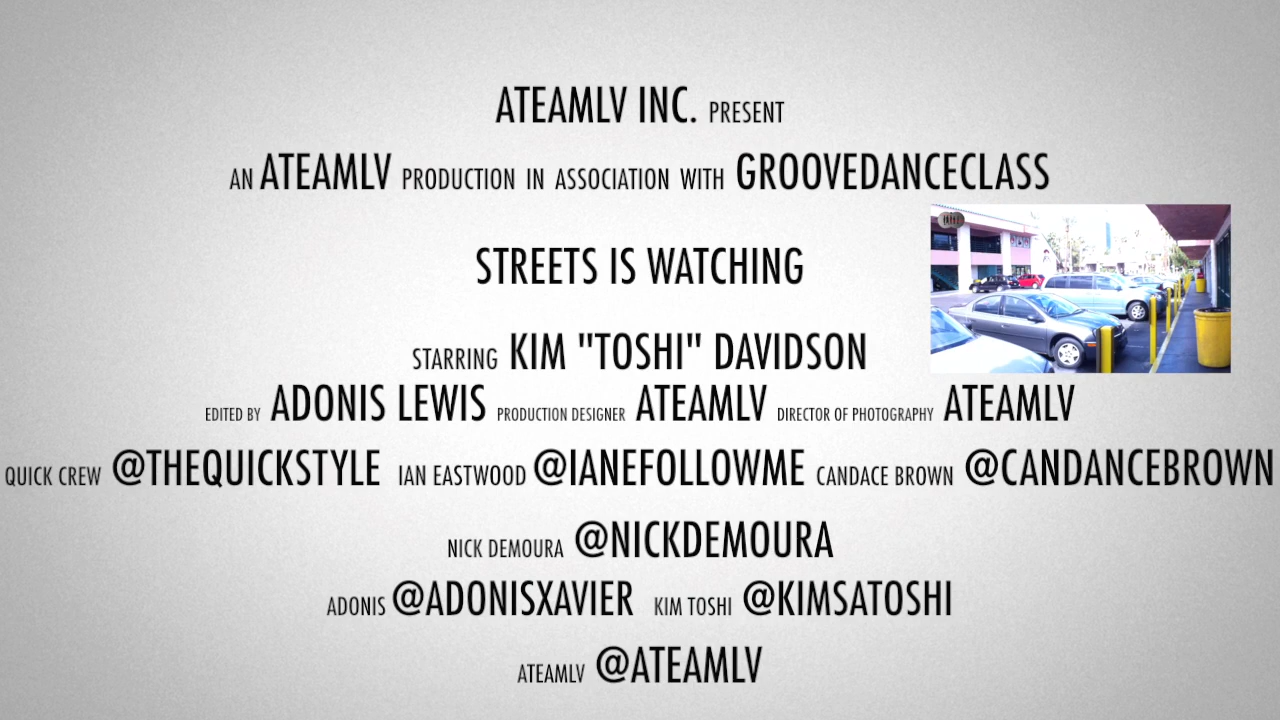 ATEAMLV INC. PRESENT
AN ATEAMLV PRODUCTION IN ASSOCIATION WITH GROOVEDANCECLASS
STREETS IS WATCHING
STARRING KIM "TOSHI" DAVIDSON
EDITED BY ADONIS LEWIS PRODUCTION DESIGNER ATEAMLV DIRECTOR OF PHOTOGRAPHY ATEAMLV
QUICK CREW @THEQUICKSTYLE IAN EASTWOOD @IANEFOLLOWME CANDACE BROWN @CANDANCEBROWN
NICK DEMOURA @NICKDEMOURA
ADONIS @ADONISXAVIER KIM TOSHI @KIMSATOSHI
ATEAMLV @ATEAMLV